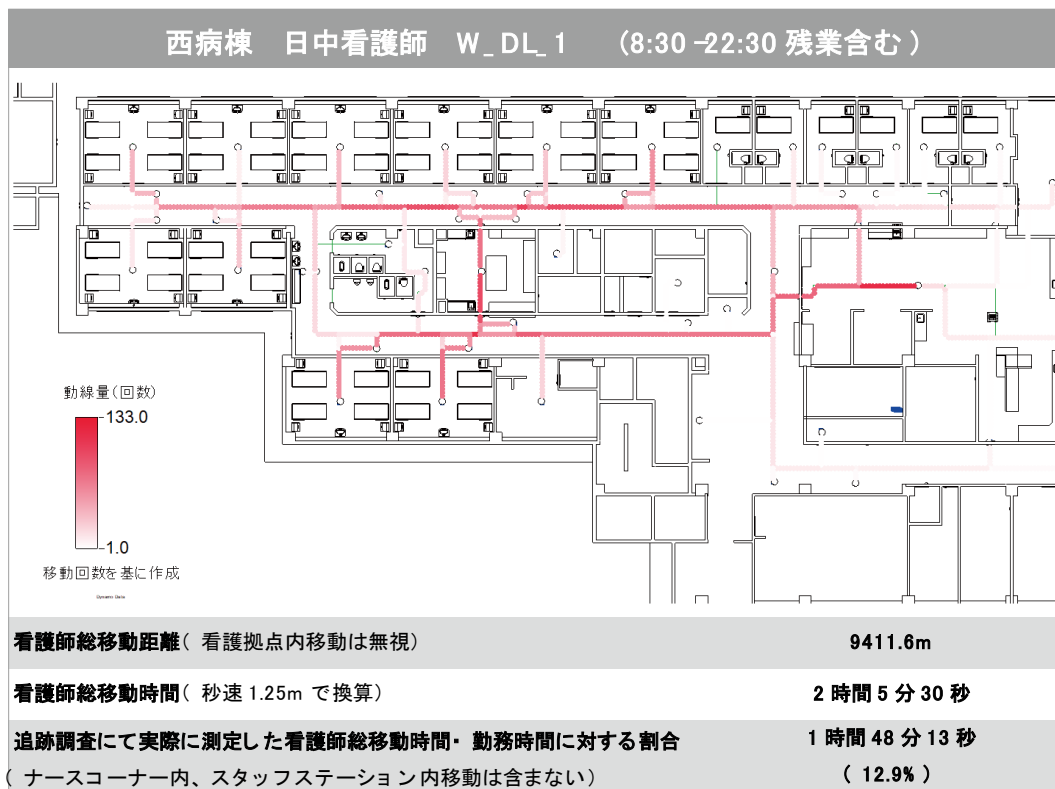 西病棟　日中看護師　W_DL_1　（8:30-22:30 残業含む）
動線量(回数)
133.0
1.0
移動回数を基に作成
Dynamic Data
看護師総移動距離( 看護拠点内移動は無視)　9411.6m
看護師総移動時間( 秒速 1.25m で換算)　2 時間 5 分 30 秒
追跡調査にて実際に測定した看護師総移動時間・ 勤務時間に対する割合　1 時間 48 分 13 秒
( ナースコーナー内、スタッフステーション内移動は含まない）　( 12.9% )